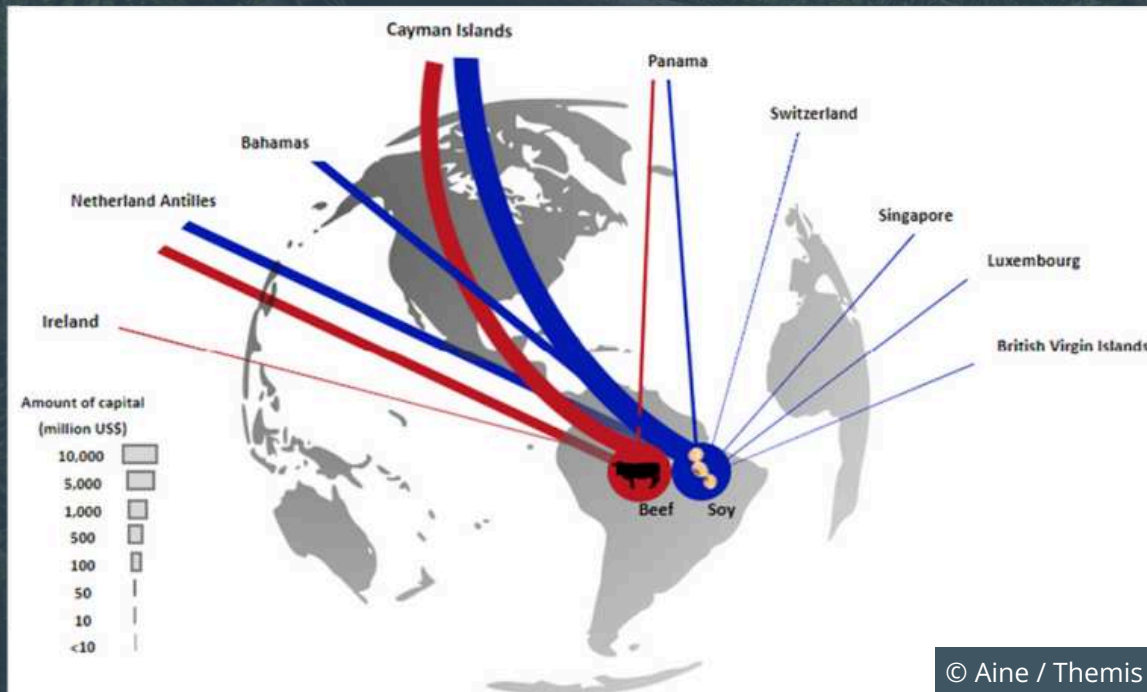 Cayman Islands
Panama
Switzerland
Bahamas
Netherland Antilles
Singapore
Luxembourg
Ireland
British Virgin Islands
Amount of capital
(million US$)
10,000
5,000
1,000
500
100
50
10
<10
Beef
Soy
© Aine / Themis